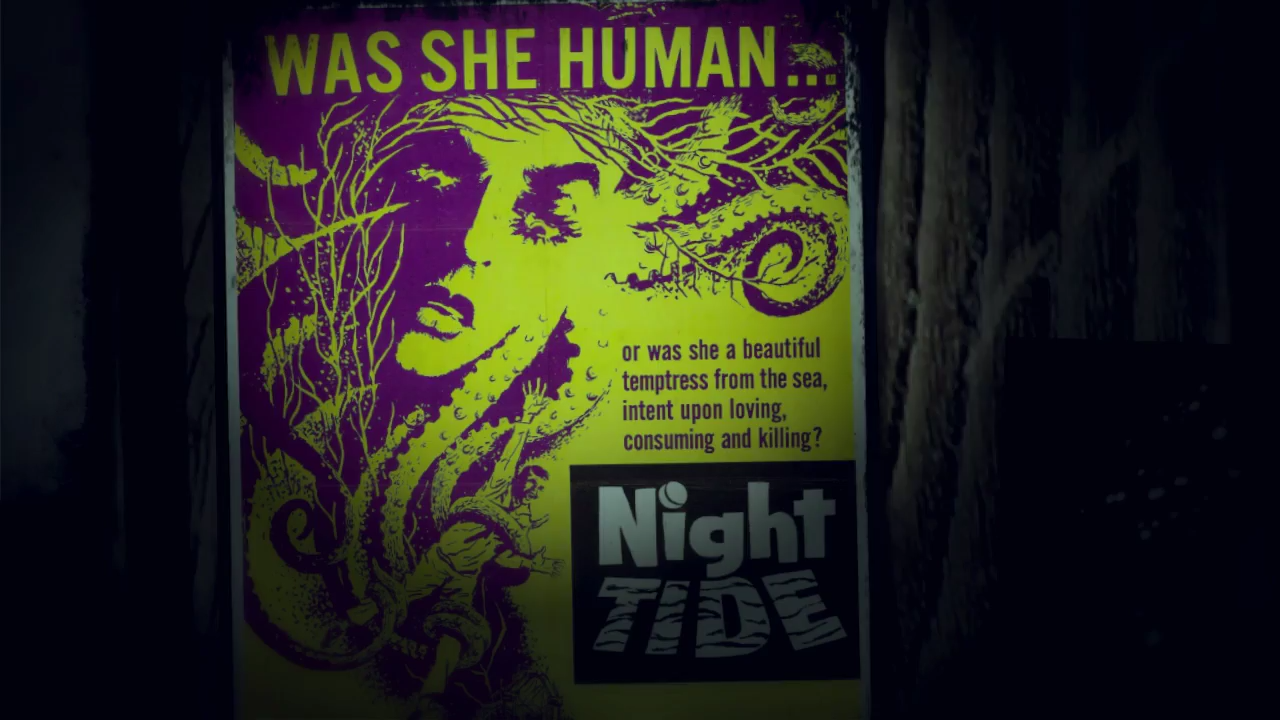 WAS SHE HUMAN...
or was she a beautiful
temptress from the sea,
intent upon loving,
consuming and killing?
Night
TIDE